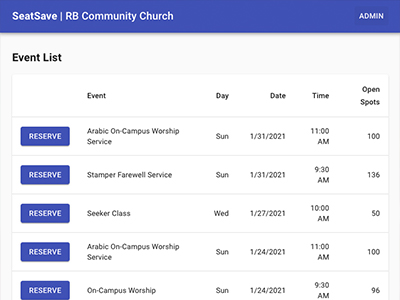 SeatSave | RB Community Church ADMIN
Event List
Event Day Date Time Open Spots
RESERVE Arabic On-Campus Worship Service Sun 1/31/2021 11:00 AM 100
RESERVE Stamper Farewell Service Sun 1/31/2021 9:30 AM 136
RESERVE Seeker Class Wed 1/27/2021 10:00 AM 50
RESERVE Arabic On-Campus Worship Service Sun 1/24/2021 11:00 AM 100
RESERVE On-Campus Worship Sun 1/24/2021 9:30 AM 96